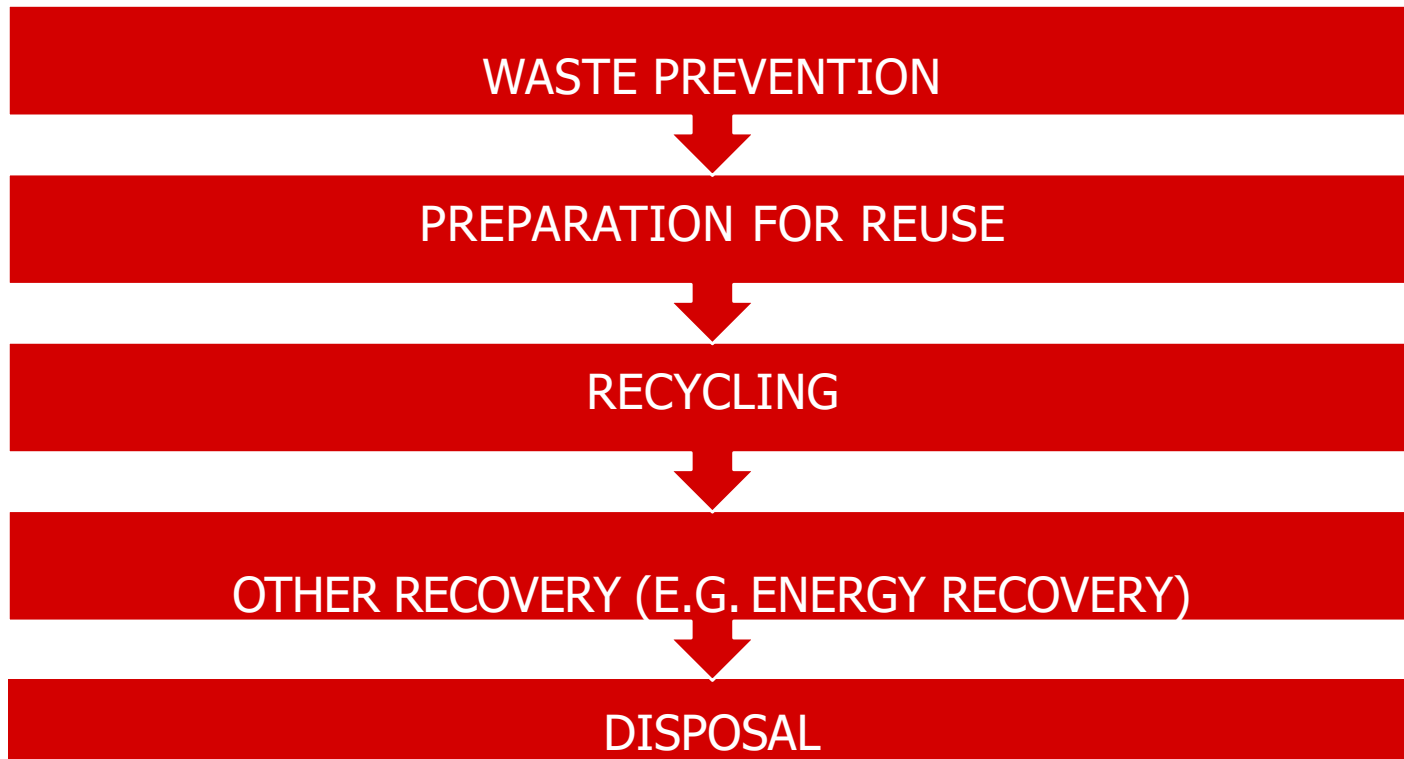 WASTE PREVENTION
PREPARATION FOR REUSE
RECYCLING
OTHER RECOVERY (E.G. ENERGY RECOVERY)
DISPOSAL